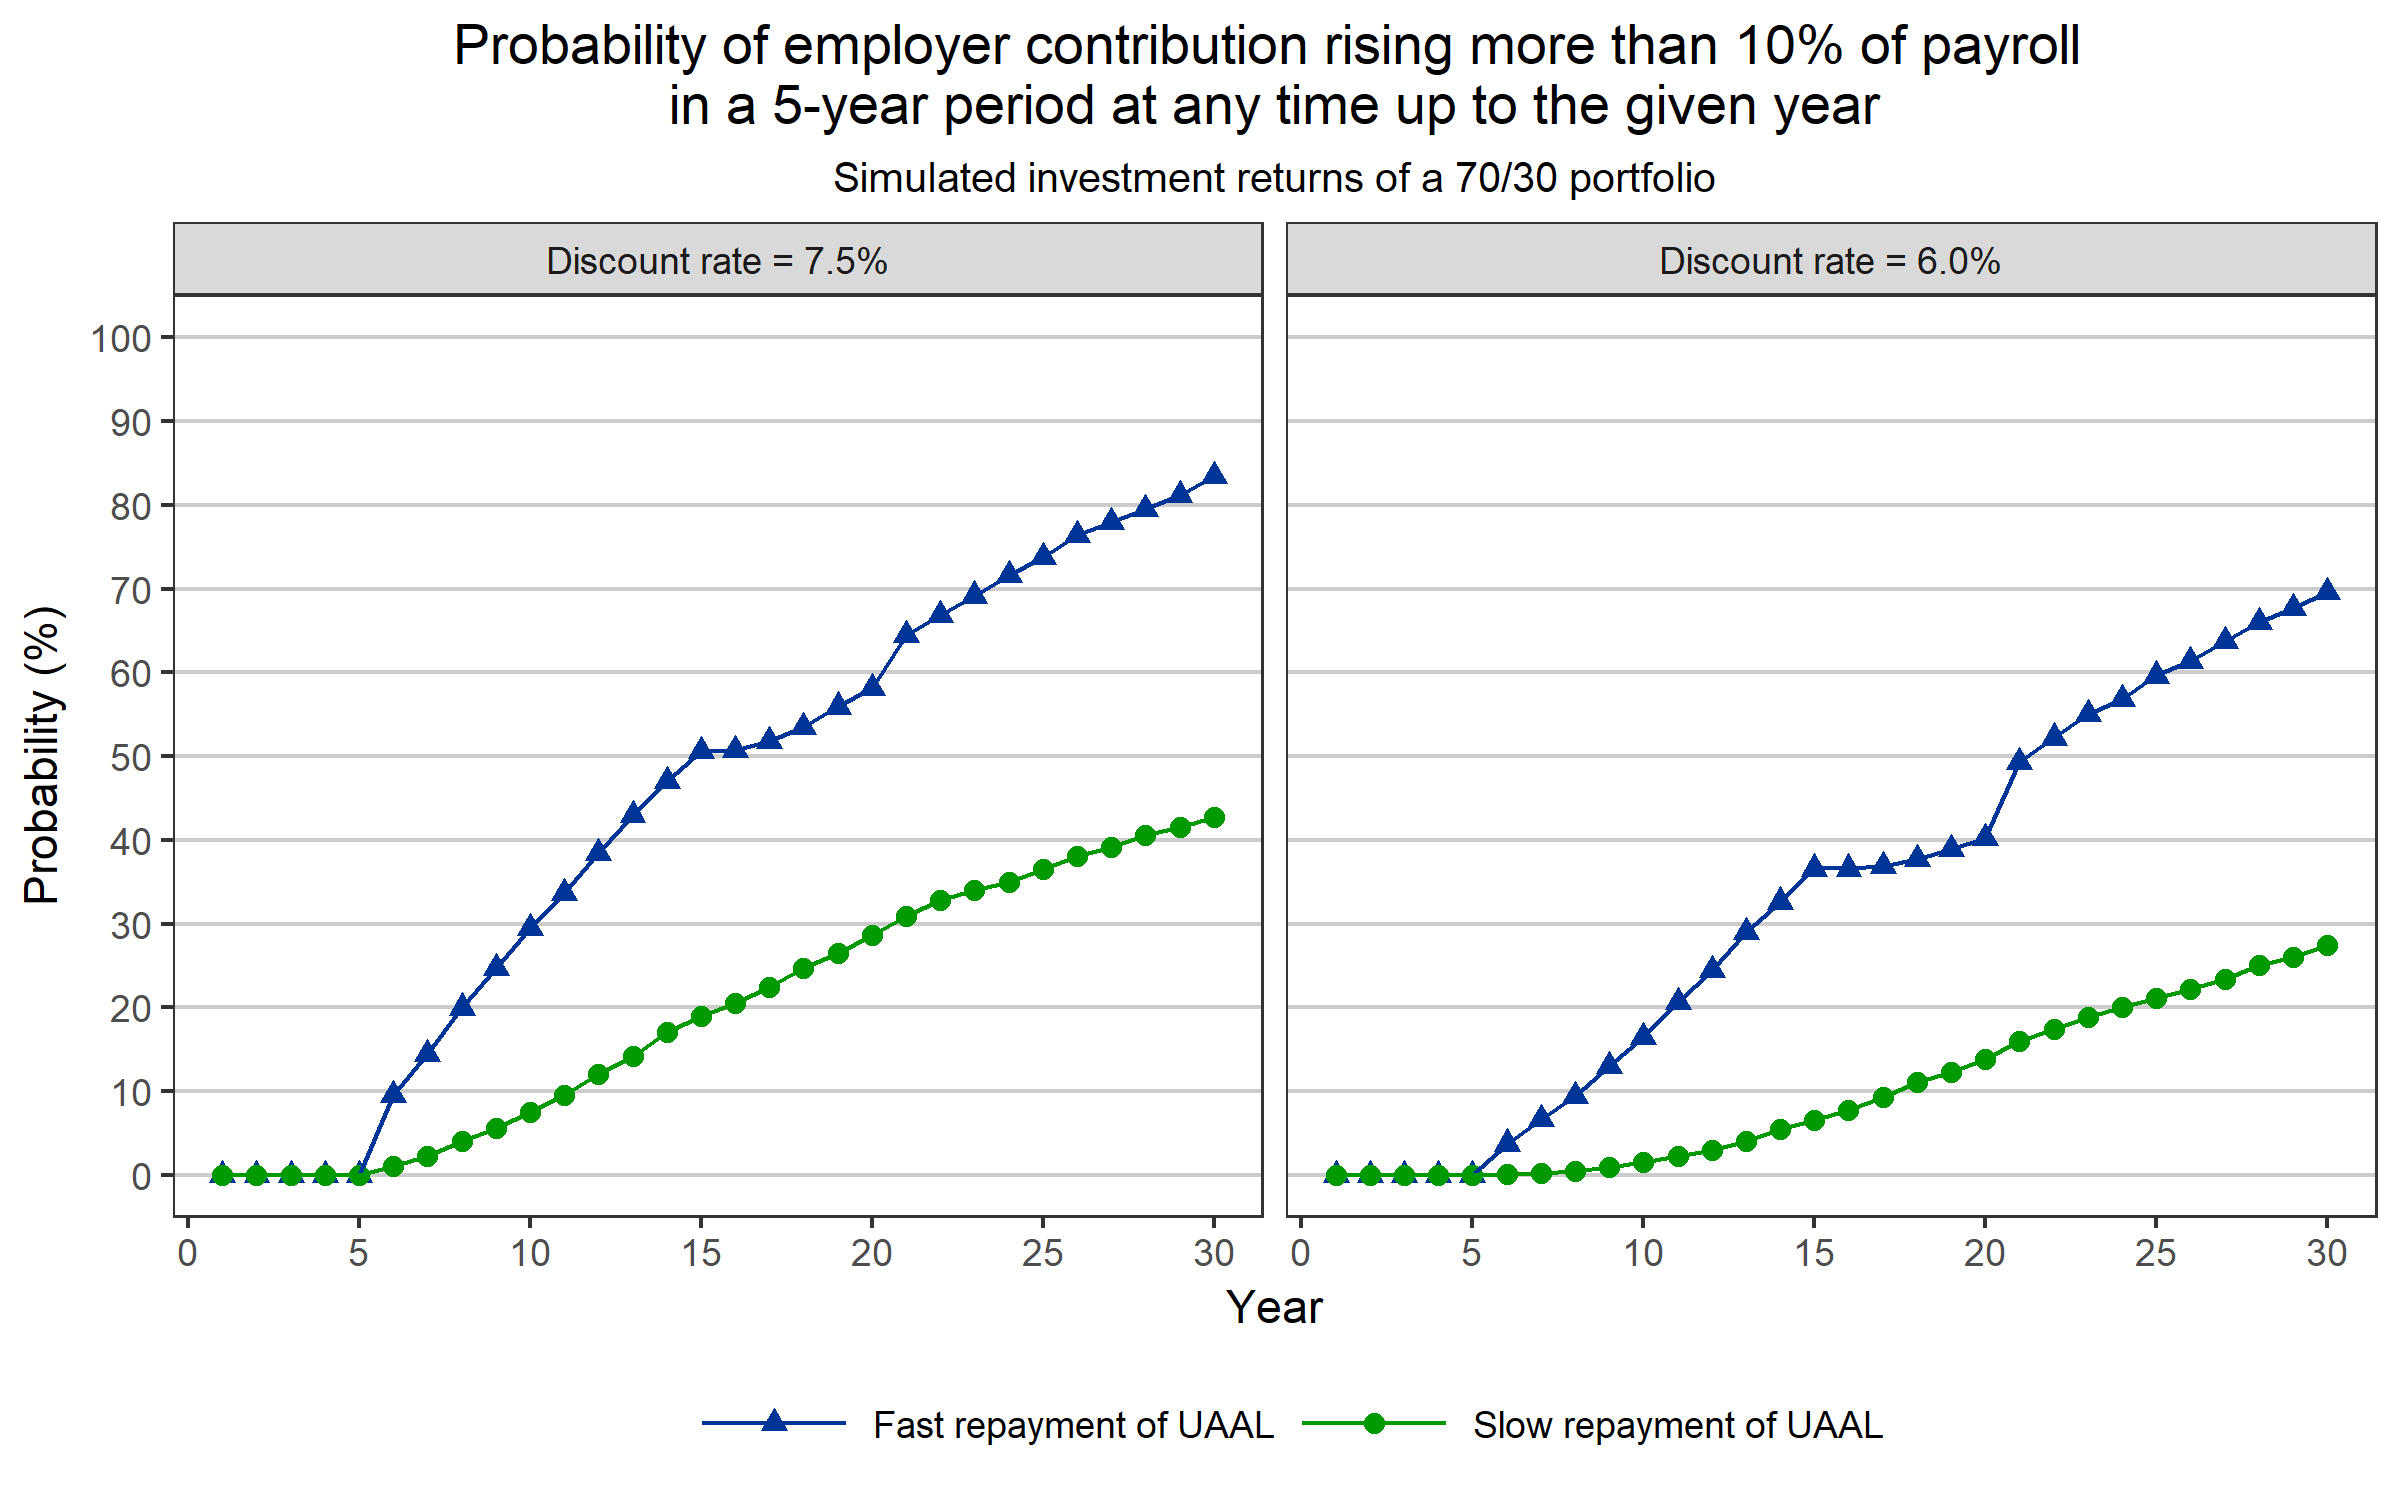 Probability of employer contribution rising more than 10% of payroll
in a 5-year period at any time up to the given year
Simulated investment returns of a 70/30 portfolio
Discount rate = 7.5%
Discount rate = 6.0%
Probability (%)
100
90
80
70
60
50
40
30
20
10
0
0 5 10 15 20 25 30
0 5 10 15 20 25 30
Year
Fast repayment of UAAL
Slow repayment of UAAL